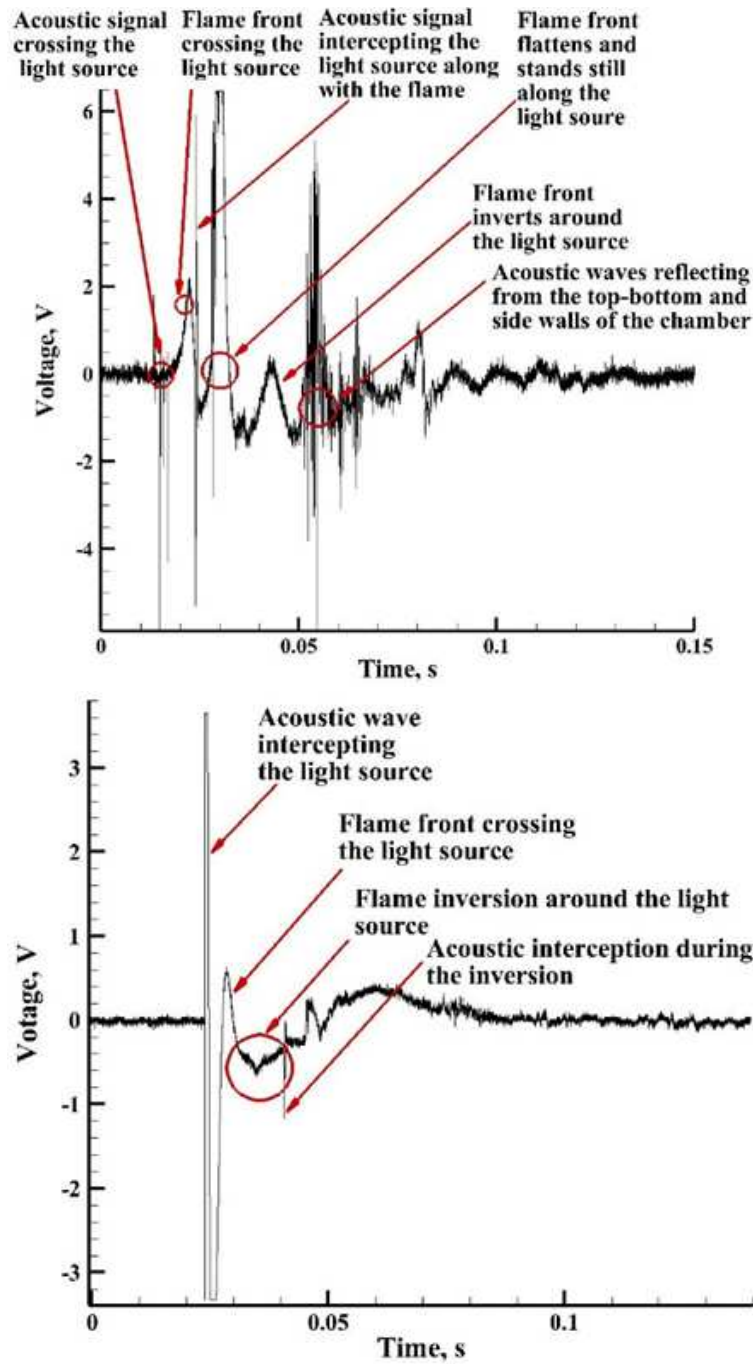 Acoustic signal
crossing the
light source
Flame front
crossing the
light source
Acoustic signal
intercepting the
light source along
with the flame
Flame front
flattens and
stands still
along the
light soure
Flame front
inverts around
the light source
Acoustic waves reflecting
from the top-bottom and
side walls of the chamber
6
4
2
0
-2
-4
Voltage, V
0
0.05
0.1
0.15
Time, s
Acoustic wave
intercepting
the light source
Flame front crossing
the light source
Flame inversion around the light
source
Acoustic interception during
the inversion
3
2
1
0
-1
-2
-3
Votage, V
0
0.05
0.1
Time, s